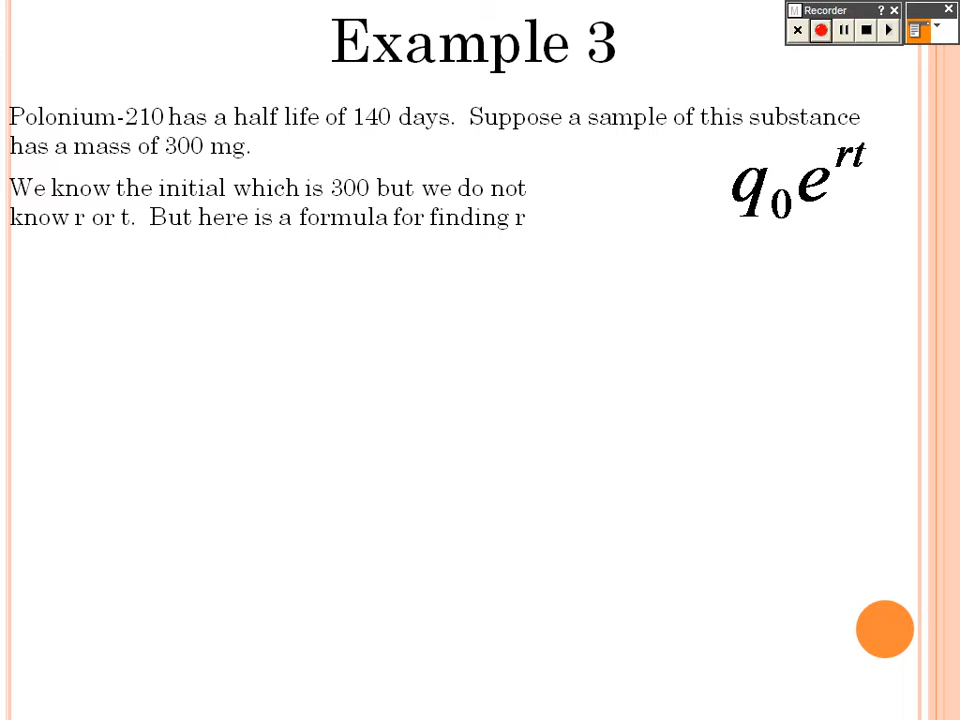 Example 3
Recorder
Polonium-210 has a half life of 140 days. Suppose a sample of this substance
has a mass of 300 mg.
We know the initial which is 300 but we do not
know r or t. But here is a formula for finding r
q₀eʳᵗ